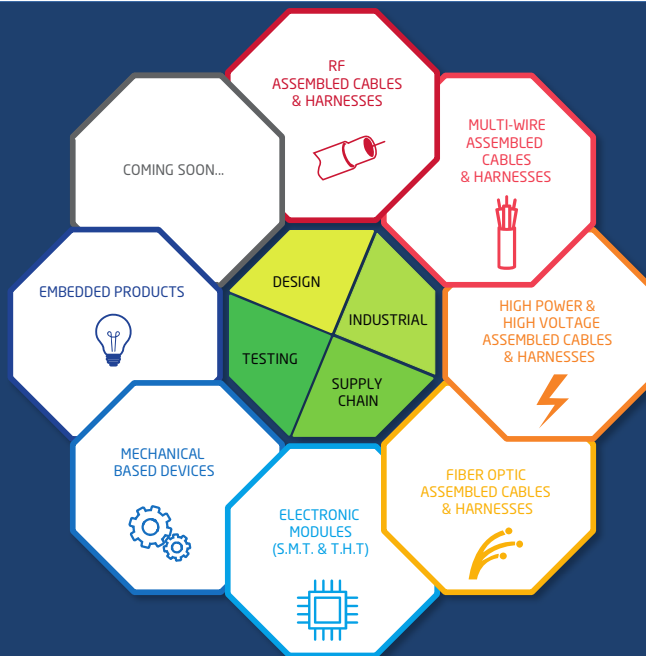 RF
ASSEMBLED CABLES
& HARNESSES
MULTI-WIRE
ASSEMBLED
CABLES
& HARNESSES
HIGH POWER &
HIGH VOLTAGE
ASSEMBLED CABLES
& HARNESSES
FIBER OPTIC
ASSEMBLED CABLES
& HARNESSES
ELECTRONIC
MODULES
(S.M.T. & T.H.T)
MECHANICAL
BASED DEVICES
EMBEDDED PRODUCTS
COMING SOON...
DESIGN
INDUSTRIAL
SUPPLY
CHAIN
TESTING